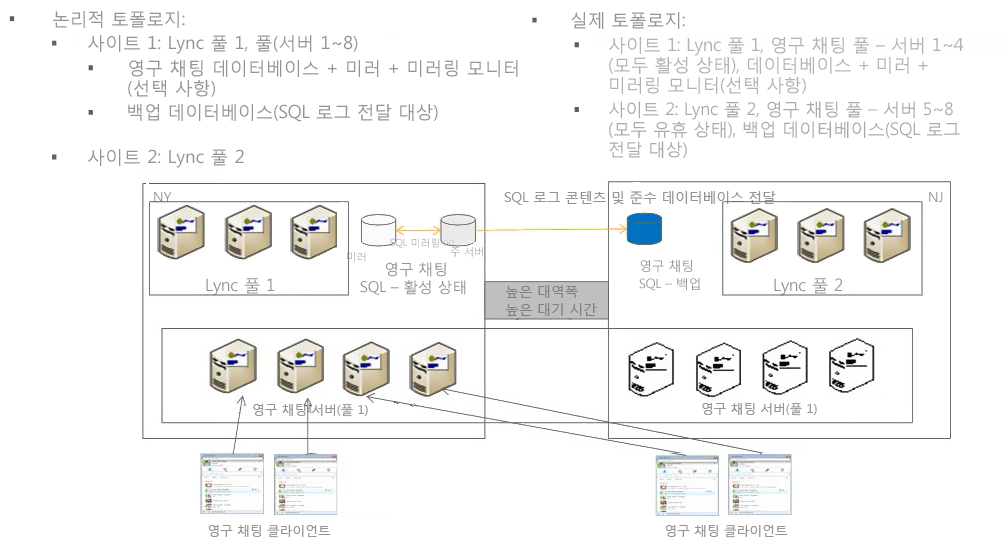 논리적 토폴로지:
사이트 1: Lync 풀 1, 풀(서버 1~8)
영구 채팅 데이터베이스 + 미러 + 미러링 모니터
(선택 사항)
백업 데이터베이스(SQL 로그 전달 대상)
사이트 2: Lync 풀 2
실제 토폴로지:
사이트 1: Lync 풀 1, 영구 채팅 풀 – 서버 1~4
(모두 활성 상태), 데이터베이스 + 미러 +
미러링 모니터(선택 사항)
사이트 2: Lync 풀 2, 영구 채팅 풀 – 서버 5~8
(모두 유휴 상태), 백업 데이터베이스(SQL 로그
전달 대상)
NY
SQL 로그 콘텐츠 및 준수 데이터베이스 전달
NJ
SQL 미러링
미러
주 서버
영구 채팅
SQL – 활성 상태
영구 채팅
SQL – 백업
Lync 풀 1
Lync 풀 2
높은 대역폭
높은 대기 시간
영구 채팅 서버(풀 1)
영구 채팅 서버(풀 1)
영구 채팅 클라이언트
영구 채팅 클라이언트